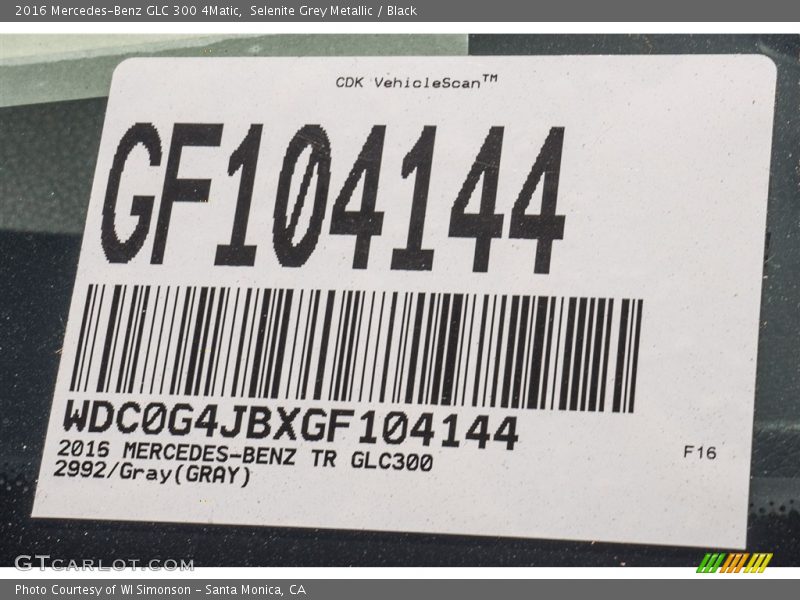 2016 Mercedes-Benz GLC 300 4Matic, Selenite Grey Metallic / Black
CDK VehicleScan™
GF104144
WDC0G4JBXGF104144
2016 MERCEDES-BENZ TR GLC300
2992/Gray(GRAY)
F16
GTCARLOT.COM
Photo Courtesy of WI Simonson - Santa Monica, CA